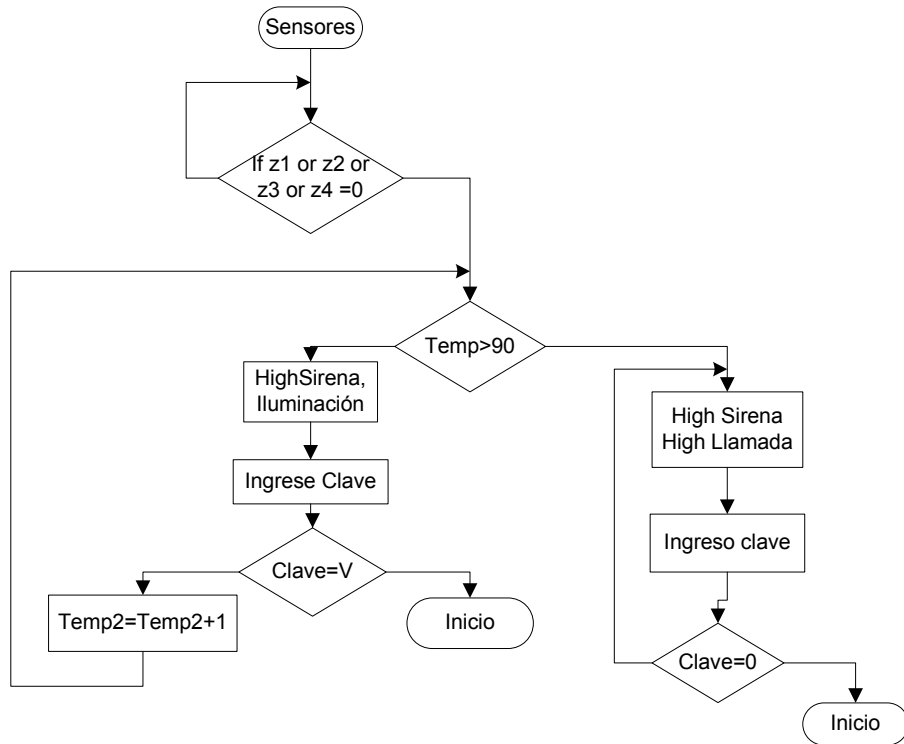 Sensores
If z1 or z2 or
z3 or z4 =0
Temp>90
HighSirena,
Iluminación
High Sirena
High Llamada
Ingrese Clave
Ingreso clave
Clave=V
Temp2=Temp2+1
Inicio
Clave=0
Inicio